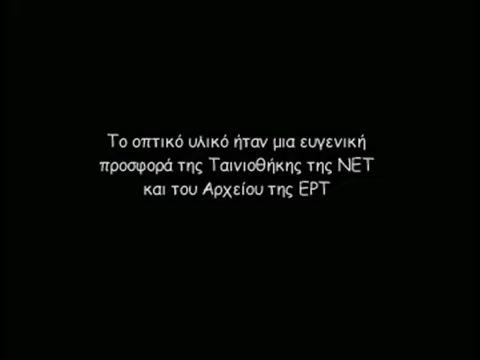 Το οπτικό υλικό ήταν μια ευγενική
προσφορά της Ταινιοθήκης της ΝΕΤ
και του Αρχείου της ΕΡΤ